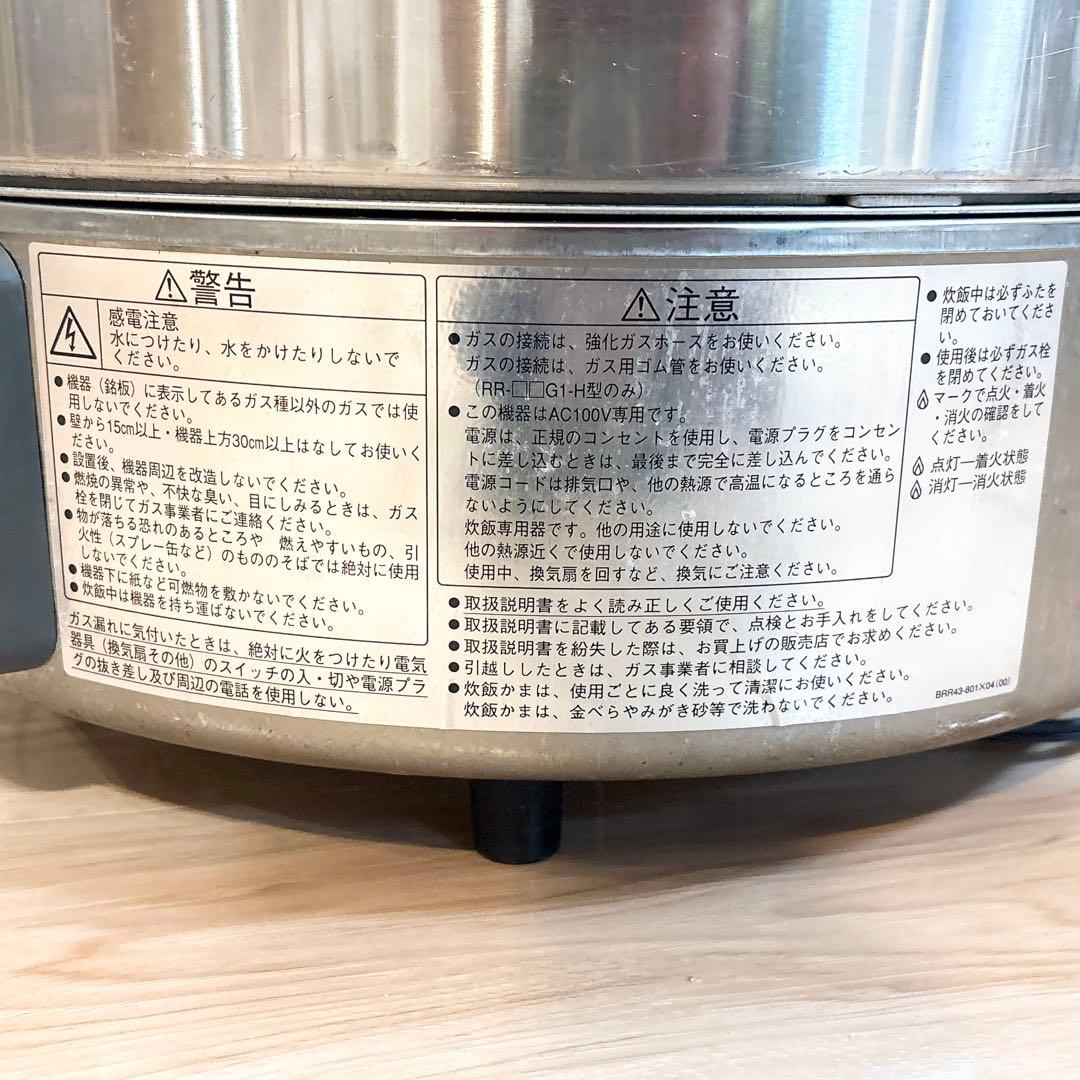 ⚠警告
感電注意
水につけたり、水をかけたりしないで
ください。
●機器（銘板）に表示してあるガス種以外のガスでは使
用しないでください。
●壁から15cm以上・機器上方30cm以上はなしてお使いく
ださい。
●設置後、機器周辺を改造しないでください。
●燃焼の異常や、不快な臭い、目にしみるときは、ガス
栓を閉じてガス事業者にご連絡ください。
●物が落ちる恐れのあるところや 燃えやすいもの、引
火性（スプレー缶など）のもののそばでは絶対に使用
しないでください。
●機器下に紙など可燃物を敷かないでください。
●炊飯中は機器を持ち運ばないでください。
ガス漏れに気付いたときは、絶対に火をつけたり電気
器具（換気扇その他）のスイッチの入・切や電源プラ
グの抜き差し及び周辺の電話を使用しない。
⚠注意
●ガスの接続は、強化ガスホースをお使いください。
ガスの接続は、ガス用ゴム管をお使いください。
（RR-□□G1-H型のみ）
●この機器はAC100V専用です。
電源は、正規のコンセントを使用し、電源プラグをコンセン
トに差し込むときは、最後まで完全に差し込んでください。
電源コードは排気口や、他の熱源で高温になるところを通ら
ないようにしてください。
炊飯専用器です。他の用途に使用しないでください。
他の熱源近くで使用しないでください。
使用中、換気扇を回すなど、換気にご注意ください。
●取扱説明書をよく読み正しくご使用ください。
●取扱説明書に記載してある要領で、点検とお手入れをしてください。
●取扱説明書を紛失した際は、お買上げの販売店でお求めください。
●引越ししたときは、ガス事業者に相談してください。
●炊飯かまは、使用ごとに良く洗って清潔にお使いください。
炊飯かまは、金べらやみがき砂等で洗わないでください。
●炊飯中は必ずふたを
閉めておいてくださ
い。
●使用後は必ずガス栓
を閉めてください。
マークで点火・着火
・消火の確認をして
ください。
点灯―着火状態
消灯―消火状態
BRR43-801×04(00)